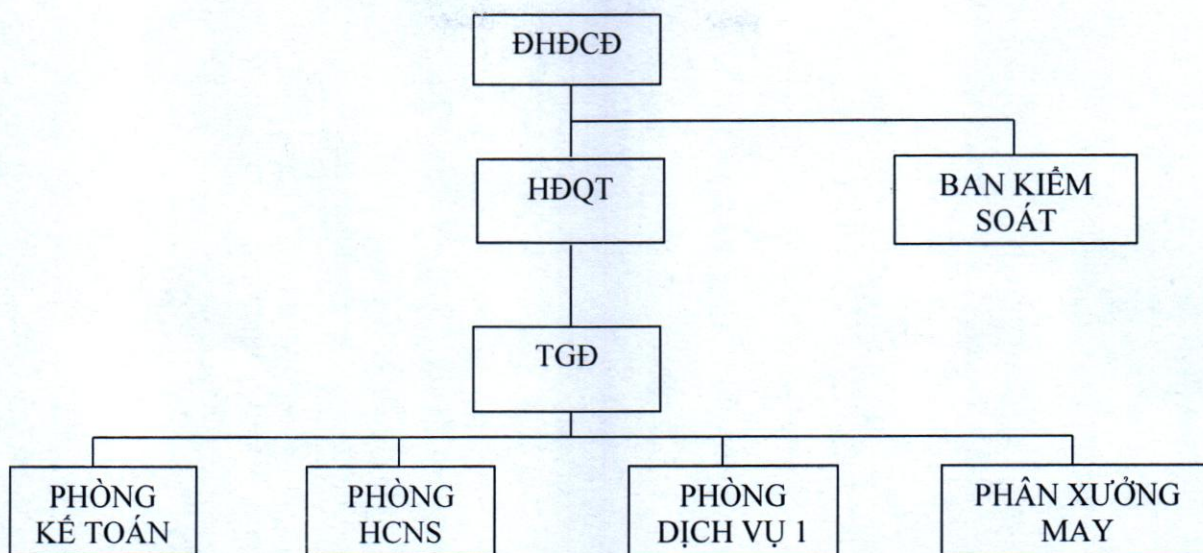 ĐHĐCĐ
HĐQT
BAN KIỂM
SOÁT
TGĐ
PHÒNG
KẾ TOÁN
PHÒNG
HCNS
PHÒNG
DỊCH VỤ 1
PHÂN XƯỞNG
MAY